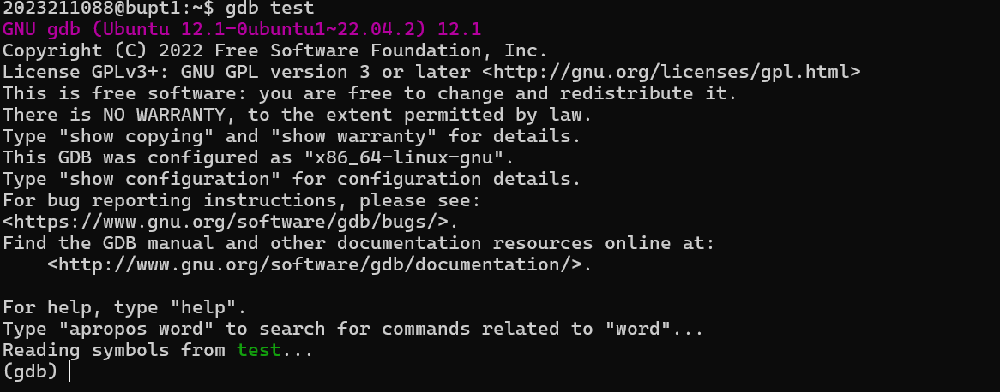 2023211088@bupt1:~$ gdb test
GNU gdb (Ubuntu 12.1-0ubuntu1~22.04.2) 12.1
Copyright (C) 2022 Free Software Foundation, Inc.
License GPLv3+: GNU GPL version 3 or later <http://gnu.org/licenses/gpl.html>
This is free software: you are free to change and redistribute it.
There is NO WARRANTY, to the extent permitted by law.
Type "show copying" and "show warranty" for details.
This GDB was configured as "x86_64-linux-gnu".
Type "show configuration" for configuration details.
For bug reporting instructions, please see:
<https://www.gnu.org/software/gdb/bugs/>.
Find the GDB manual and other documentation resources online at:
    <http://www.gnu.org/software/gdb/documentation/>.

For help, type "help".
Type "apropos word" to search for commands related to "word"...
Reading symbols from test...
(gdb)